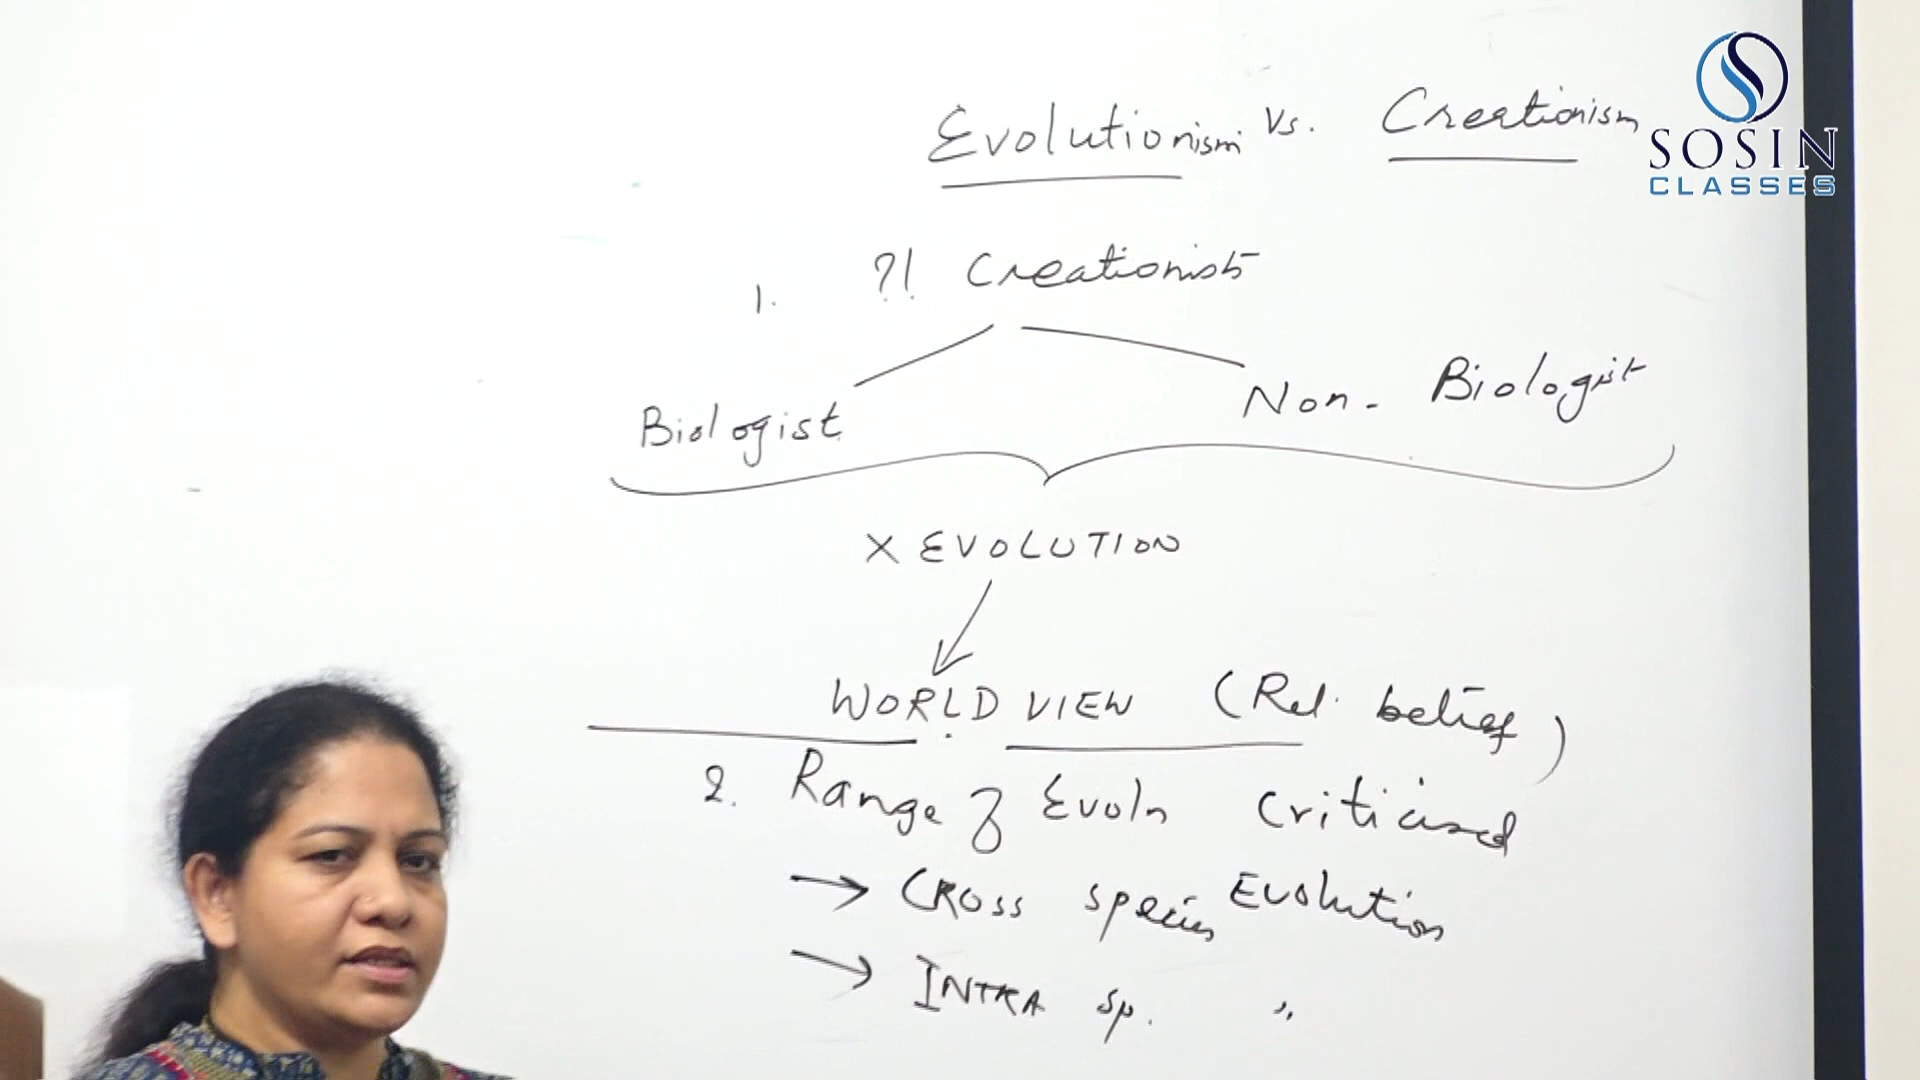 Evolutionism Vs. Creationism
SOSIN
CLASSES
1. ?! Creationists
Biologist Non-Biologist
X EVOLUTION
WORLD VIEW (Rel. belief)
2. Range of Evoln Criticised
→ CROSS species Evolution
→ INTRA sp. "